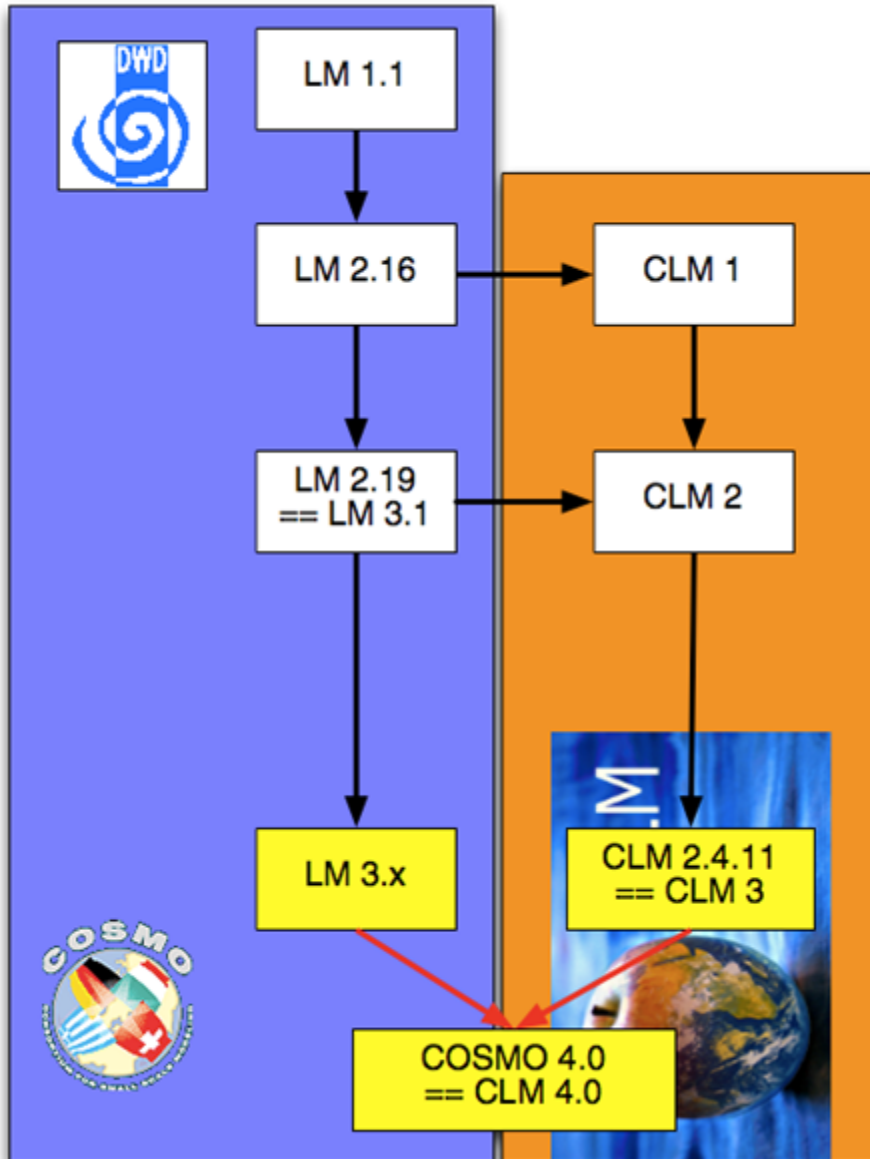 DWD
LM 1.1
LM 2.16
CLM 1
LM 2.19
== LM 3.1
CLM 2
.M
LM 3.x
CLM 2.4.11
== CLM 3
COSMO
COSMO 4.0
== CLM 4.0